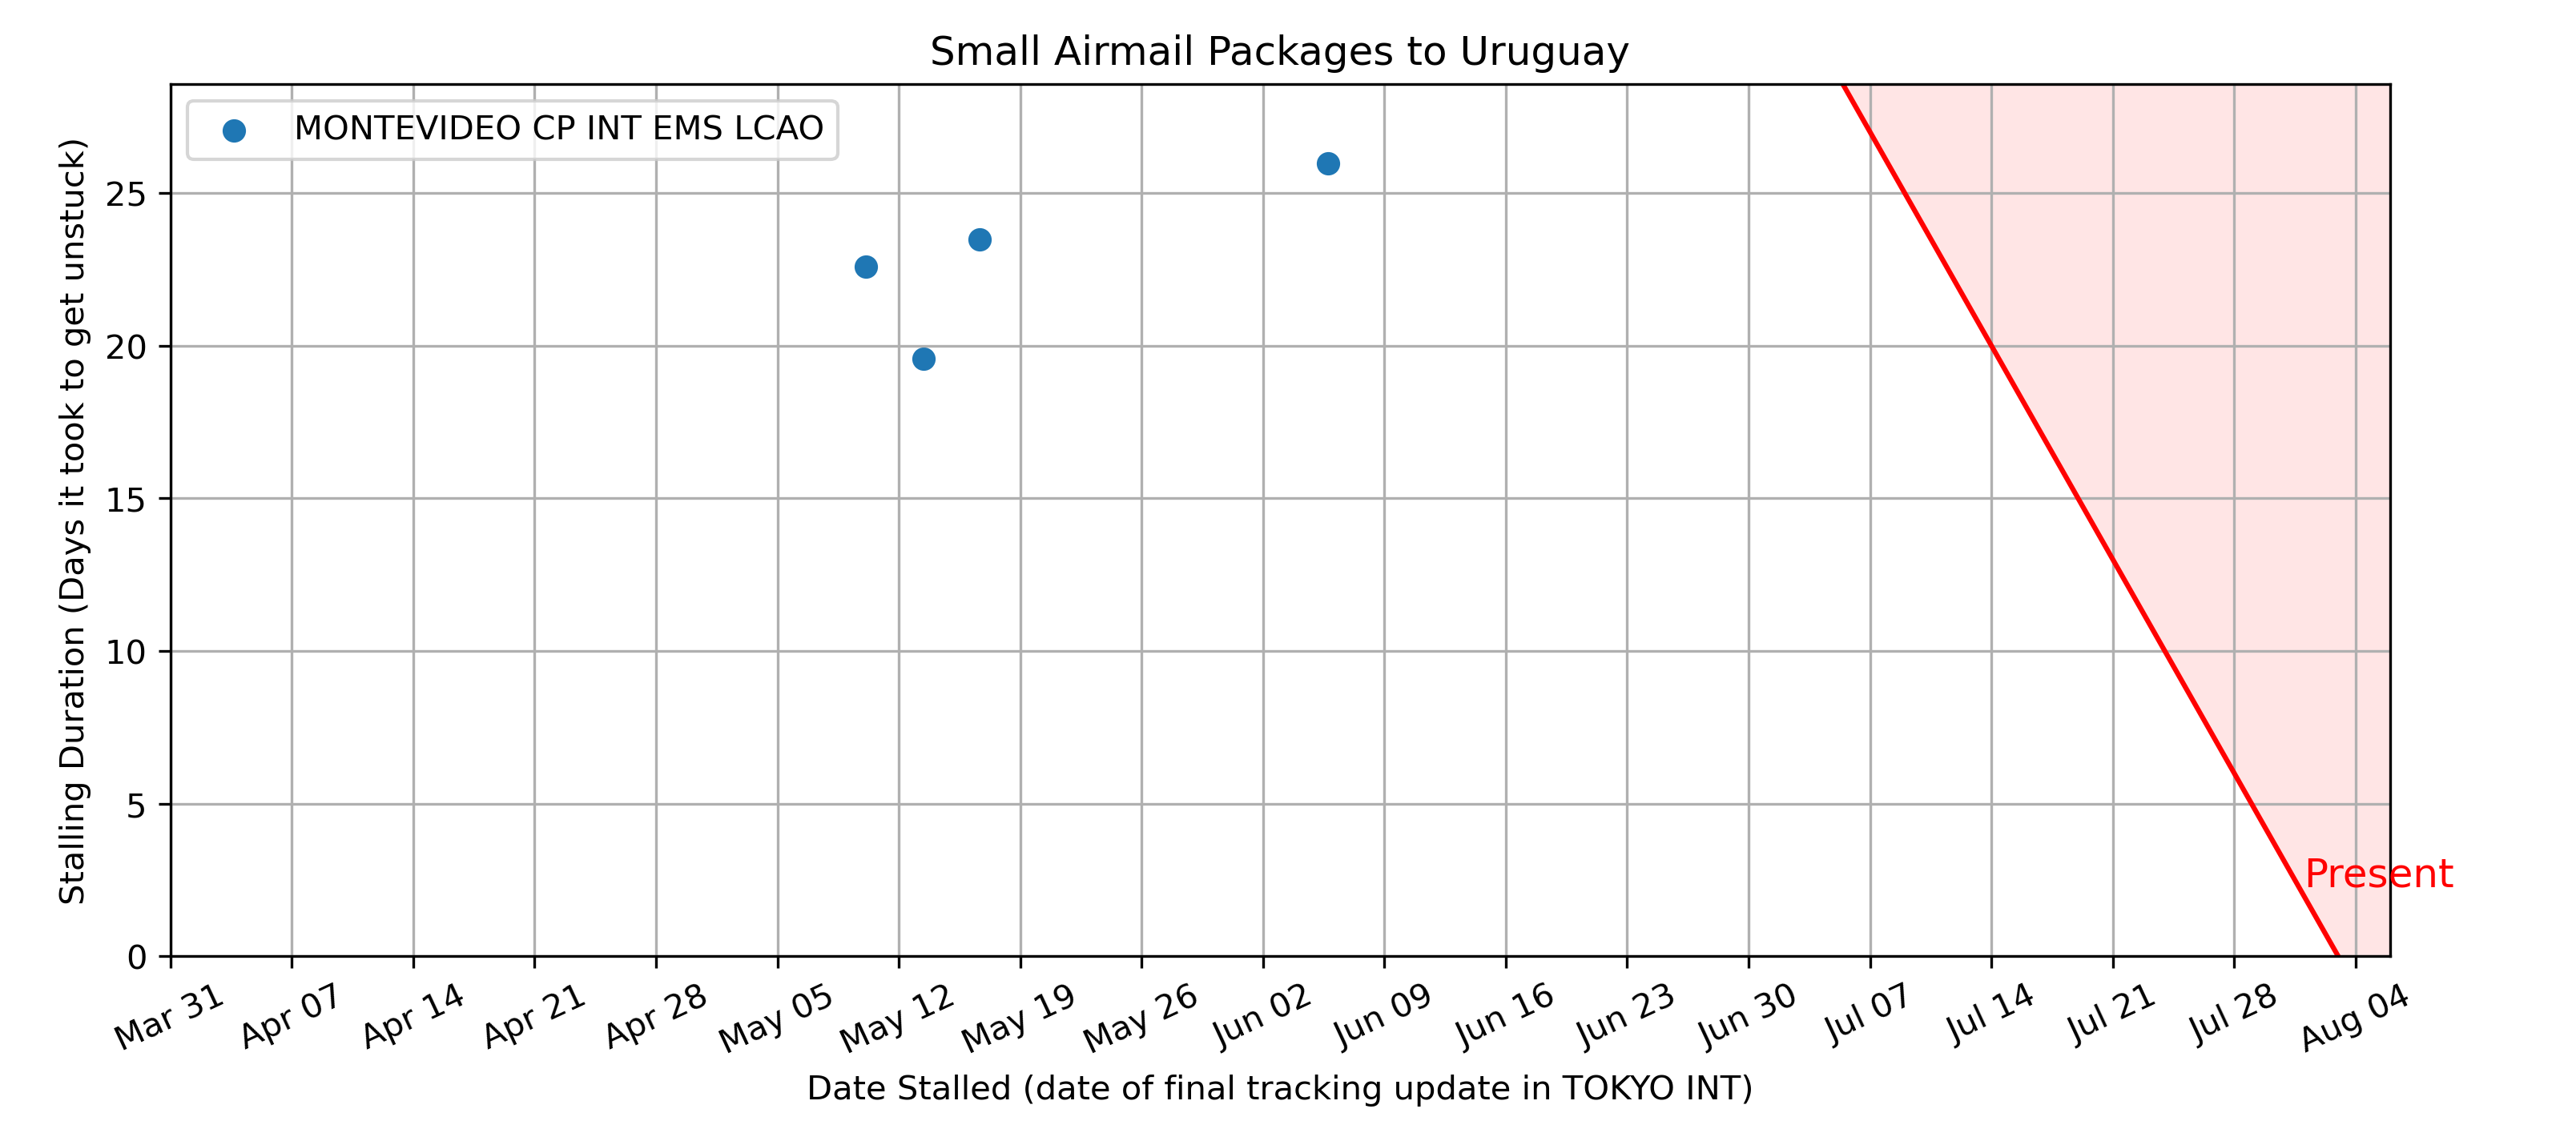 Small Airmail Packages to Uruguay
MONTEVIDEO CP INT EMS LCAO
Stalling Duration (Days it took to get unstuck)
25
20
15
10
5
0
Present
Mar 31
Apr 07
Apr 14
Apr 21
Apr 28
May 05
May 12
May 19
May 26
Jun 02
Jun 09
Jun 16
Jun 23
Jun 30
Jul 07
Jul 14
Jul 21
Jul 28
Aug 04
Date Stalled (date of final tracking update in TOKYO INT)